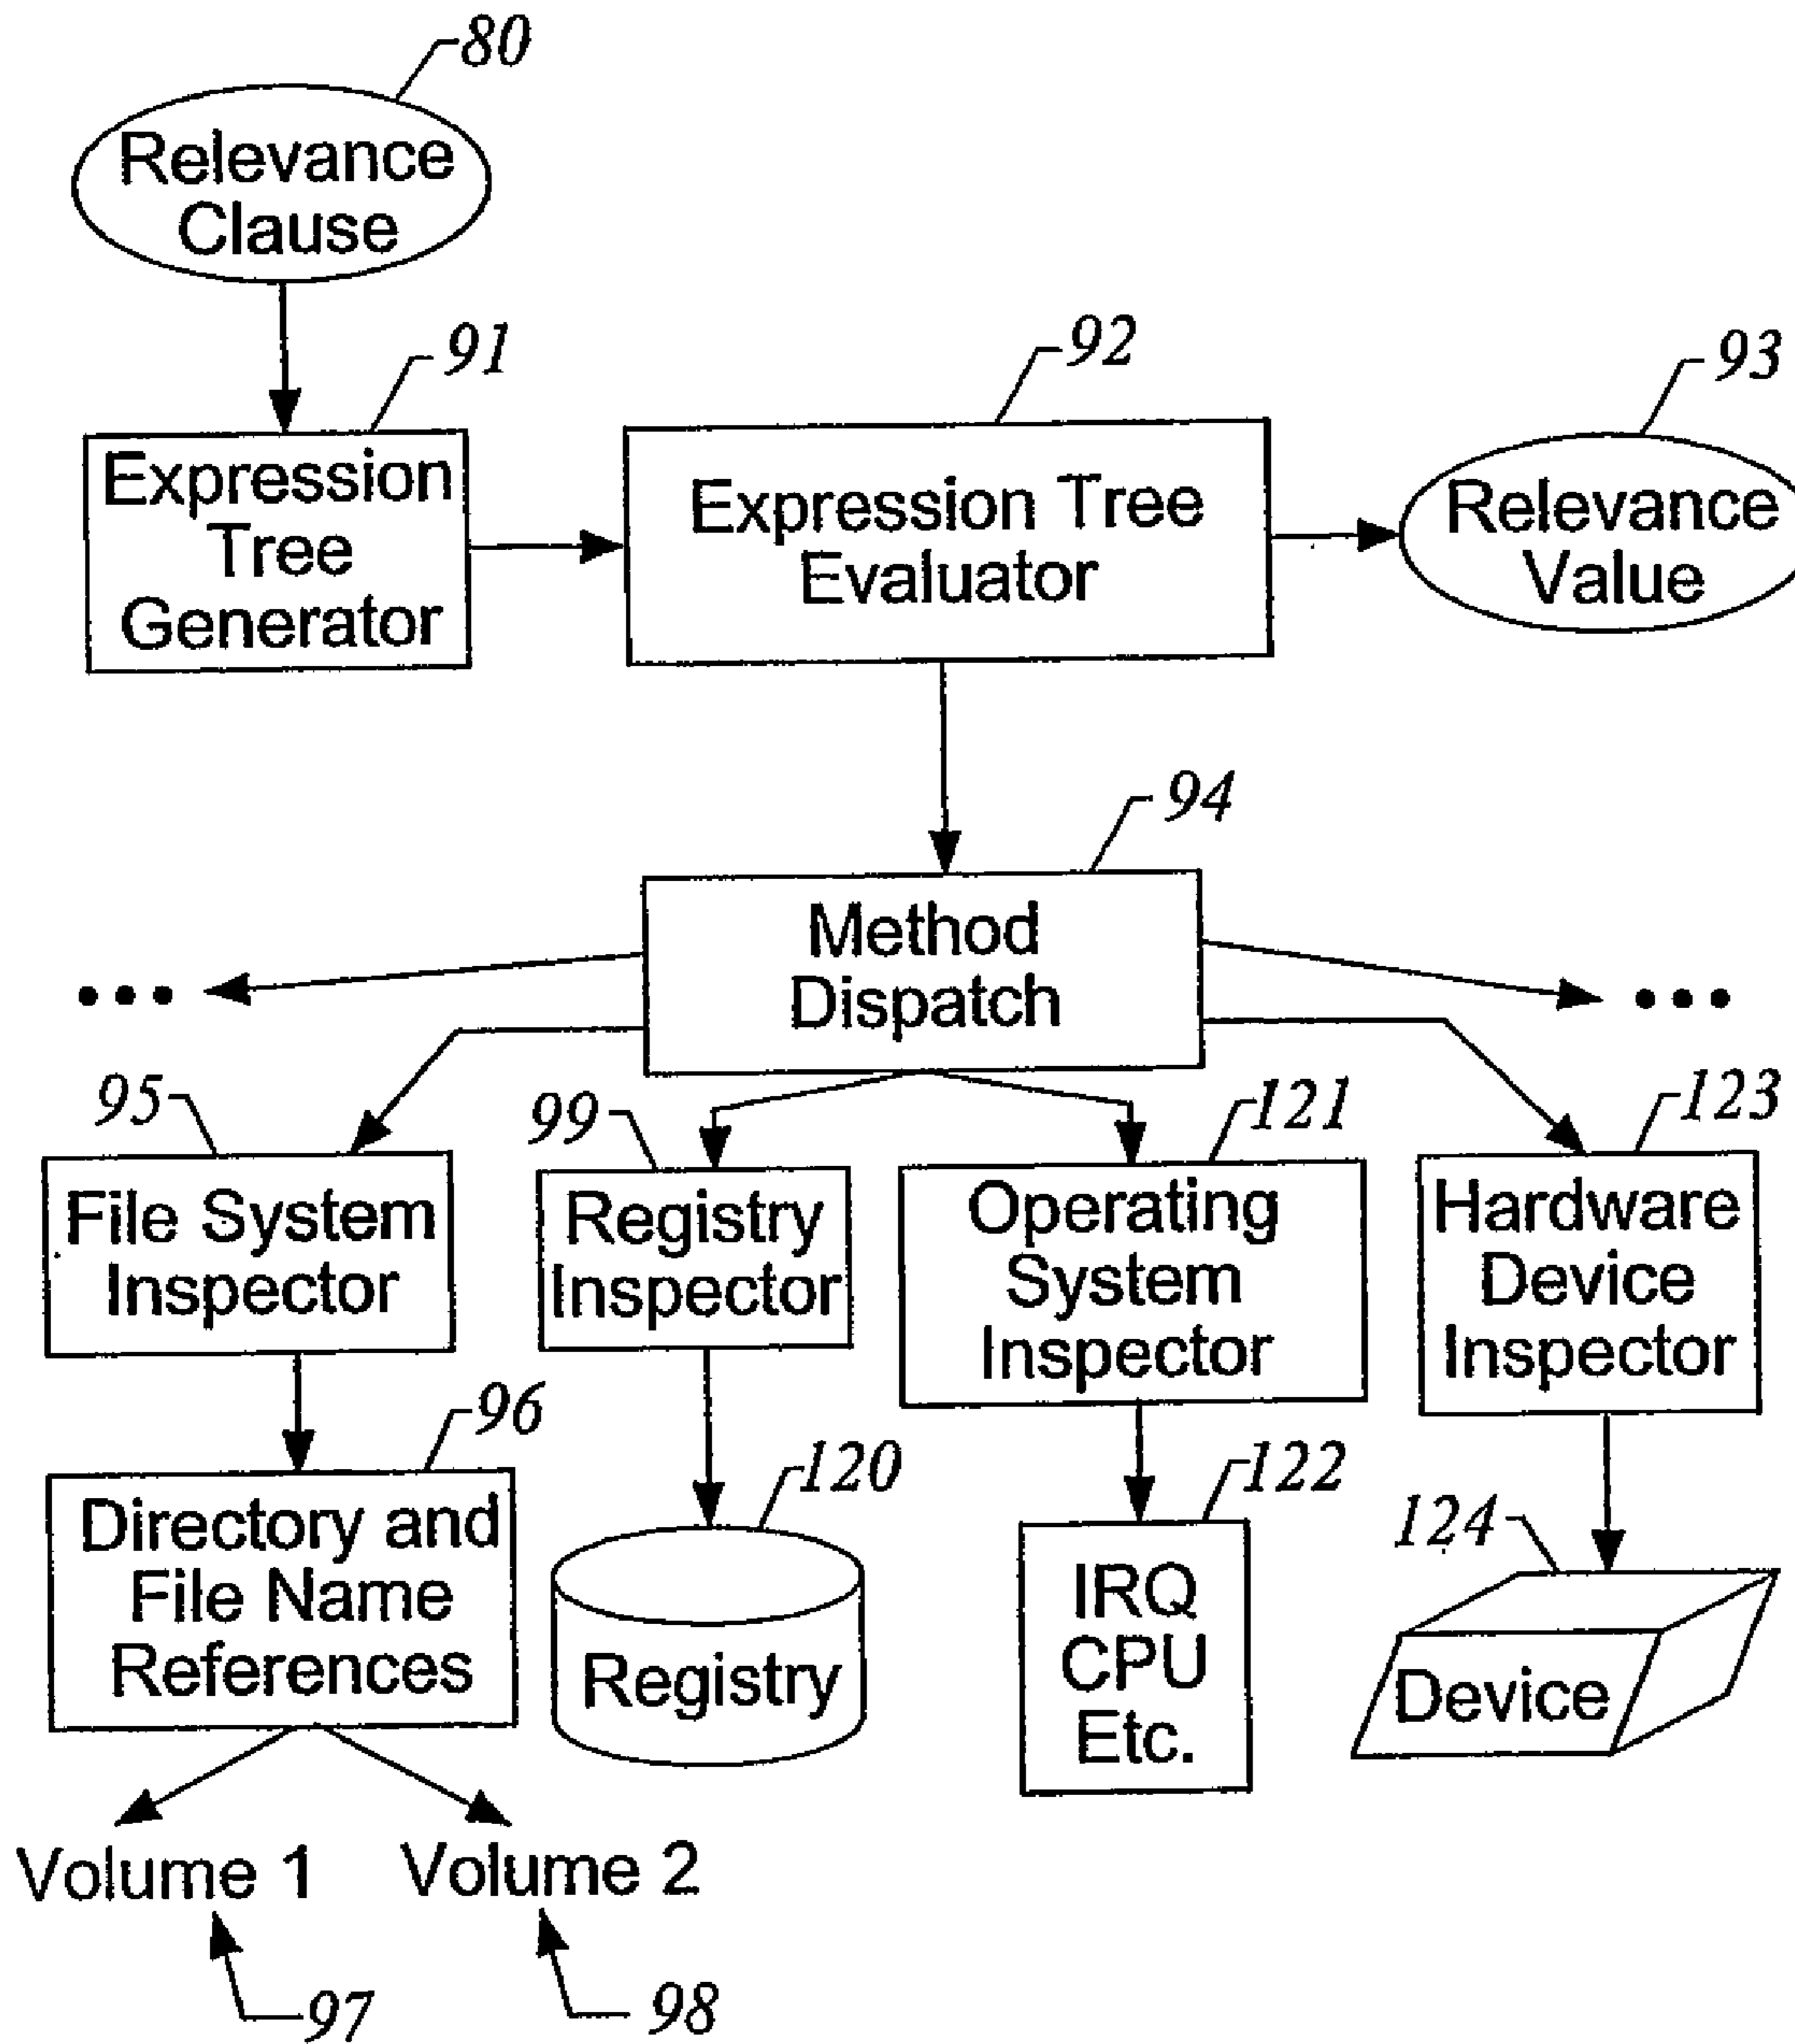 80
Relevance
Clause
91
92
93
Expression
Tree
Generator
Expression Tree
Evaluator
Relevance
Value
94
Method
Dispatch
•••
•••
95
99
121
123
File System
Inspector
Registry
Inspector
Operating
System
Inspector
Hardware
Device
Inspector
96
120
122
124
Directory and
File Name
References
Registry
IRQ
CPU
Etc.
Device
Volume 1
Volume 2
97
98